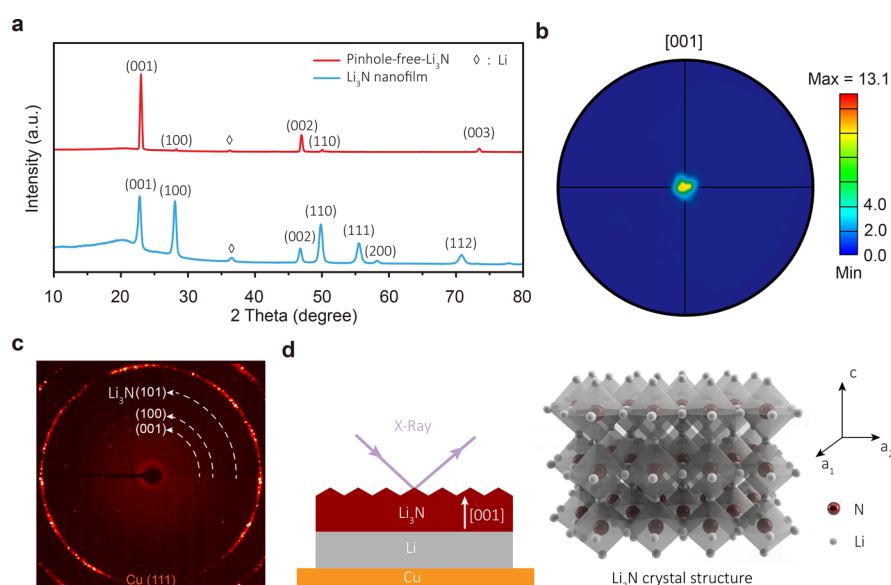 a
Intensity (a.u.)
Pinhole-free-Li₃N
◊ : Li
Li₃N nanofilm
(001)
(100)
◊
(002)
(110)
(003)
(001)
(100)
◊
(002)
(110)
(111)
(200)
(112)
10 20 30 40 50 60 70 80
2 Theta (degree)
b
[001]
Max = 13.1
4.0
2.0
0.0
Min
c
Li₃N (101)
(100)
(001)
Cu (111)
d
X-Ray
Li₃N
[001]
Li
Cu
c
a₁
a₂
N
Li
Li₃N crystal structure